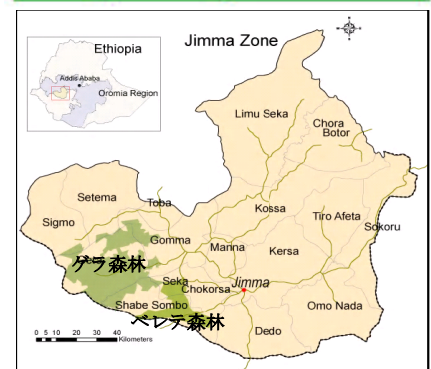 Jimma Zone
Ethiopia
Addis Ababa
Oromia Region
Limu Seka
Chora
Botor
Setema
Toba
Kossa
Sigmo
Tiro Afeta
Sokoru
Gomma
Manna
Kersa
ゲラ森林
Seka
Chokorsa
Jimma
Shabe Sombo
Omo Nada
ベレテ森林
Dedo
0 5 10 20 30 40
Kilometers